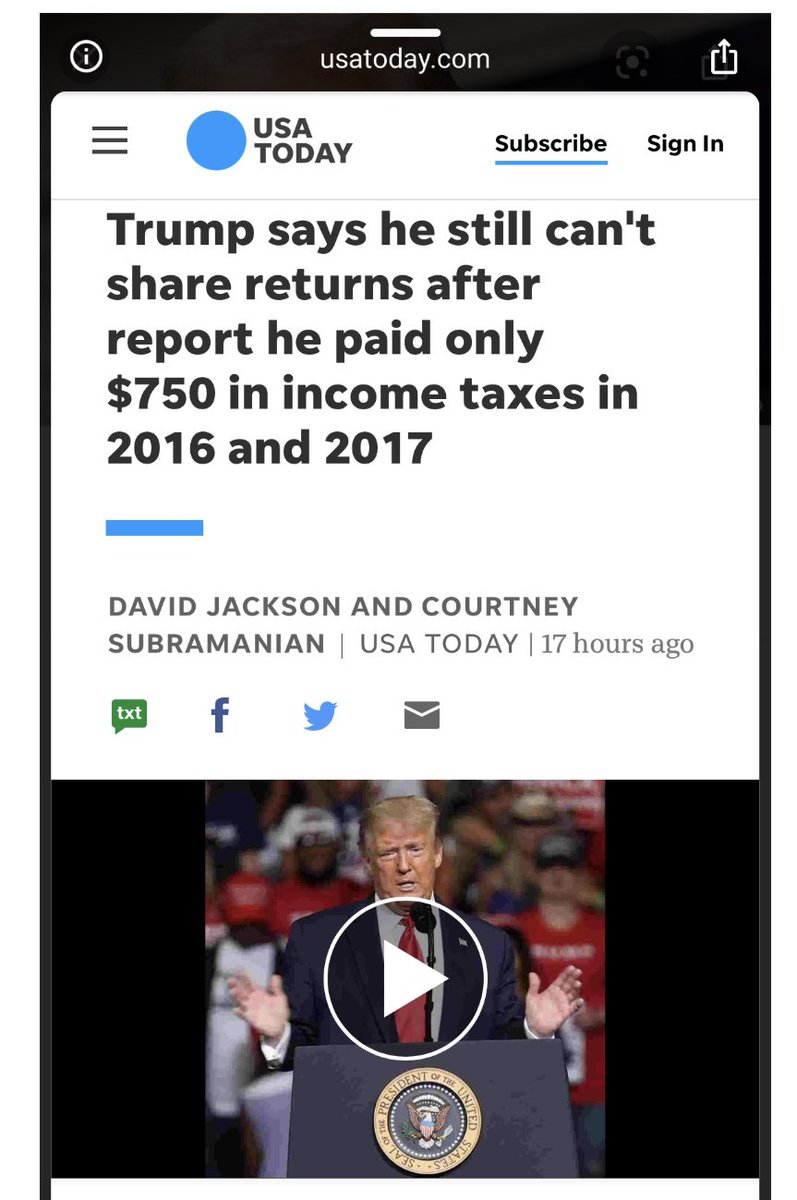 usatoday.com
USA
TODAY
Subscribe
Sign In
Trump says he still can't
share returns after
report he paid only
$750 in income taxes in
2016 and 2017
DAVID JACKSON AND COURTNEY
SUBRAMANIAN | USA TODAY | 17 hours ago
txt
SEAL OF THE PRESIDENT OF THE UNITED STATES